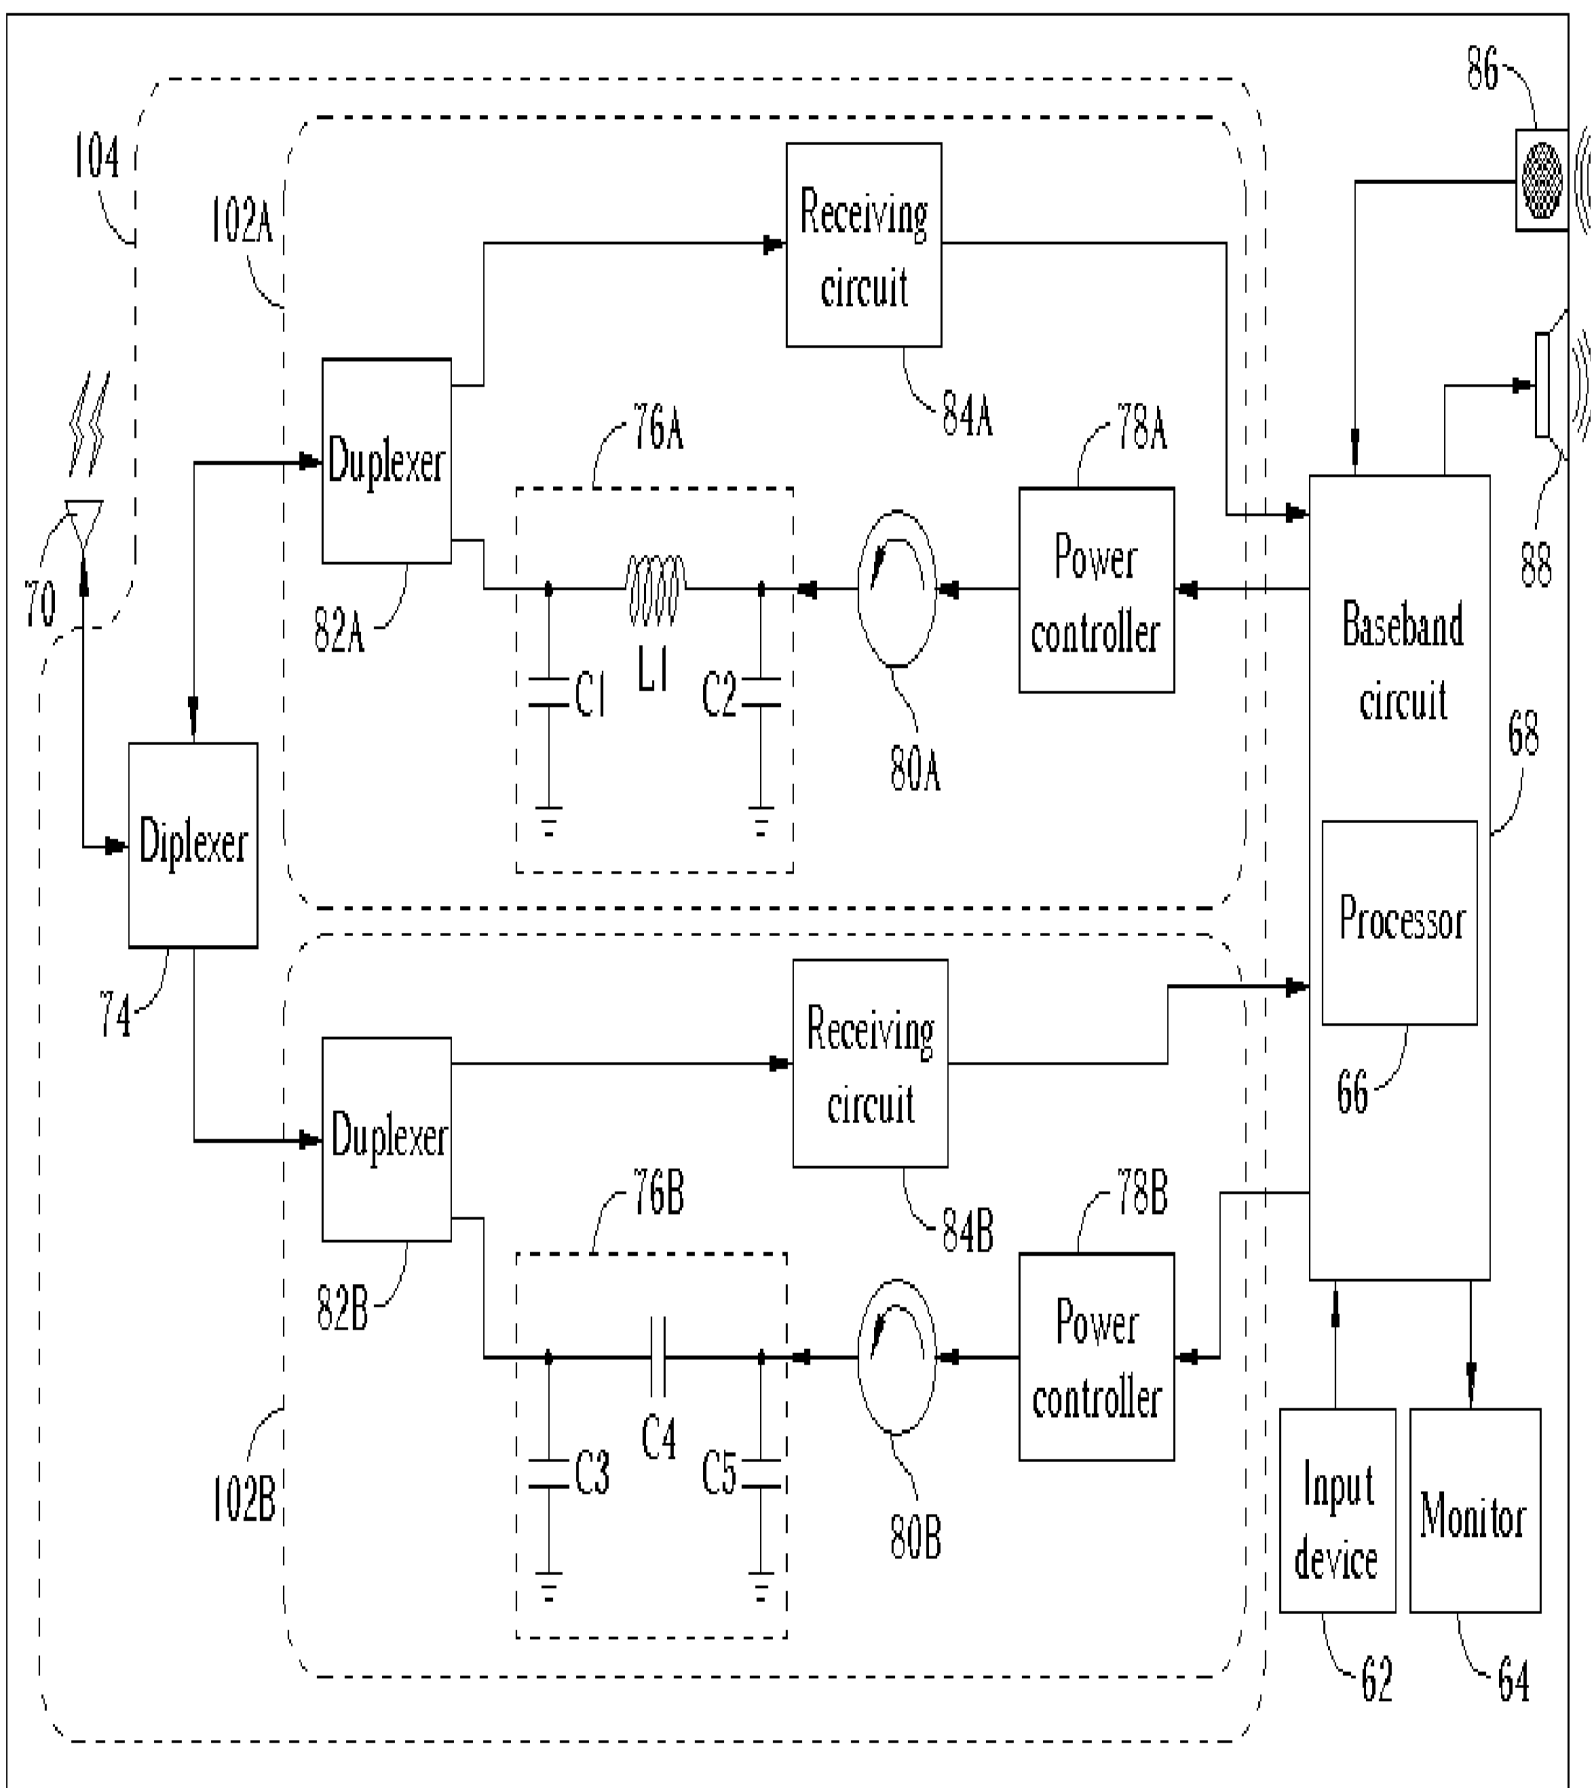 86
104
102A
Receiving
circuit
84A
76A
78A
Duplexer
70
82A
Power
controller
88
C1
L1
C2
80A
Baseband
circuit
68
Diplexer
Processor
74
66
Receiving
circuit
Duplexer
84B
76B
78B
82B
Power
controller
C3
C4
C5
80B
102B
Input
device
Monitor
62
64